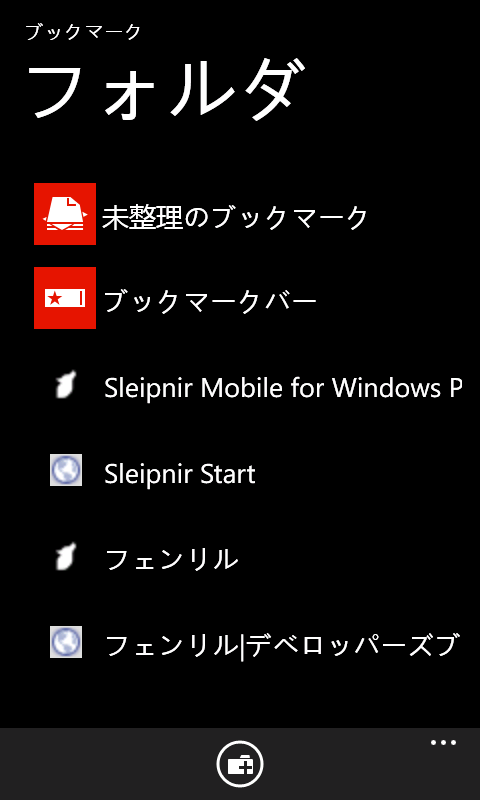 ブックマーク
フォルダ
未整理のブックマーク
ブックマークバー
Sleipnir Mobile for Windows P
Sleipnir Start
フェンリル
フェンリル|デベロッパーズブ